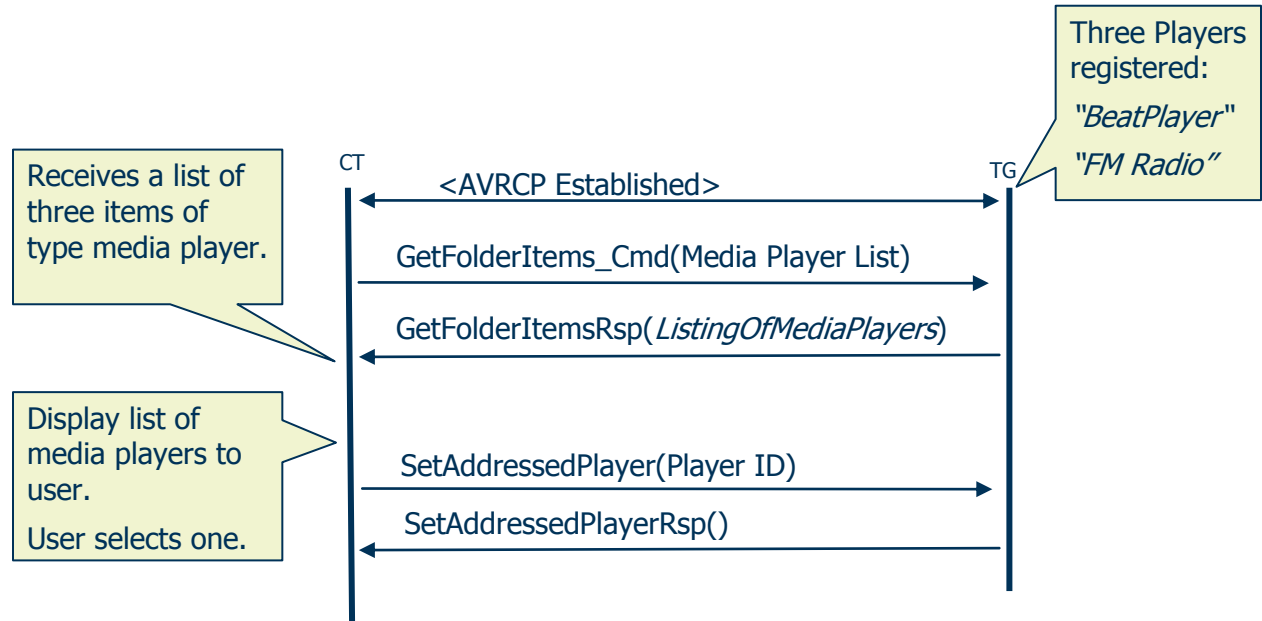 Three Players
registered:
"BeatPlayer"
"FM Radio"
Receives a list of
three items of
type media player.
CT
TG
<AVRCP Established>
GetFolderItems_Cmd(Media Player List)
GetFolderItemsRsp(ListingOfMediaPlayers)
Display list of
media players to
user.
User selects one.
SetAddressedPlayer(Player ID)
SetAddressedPlayerRsp()